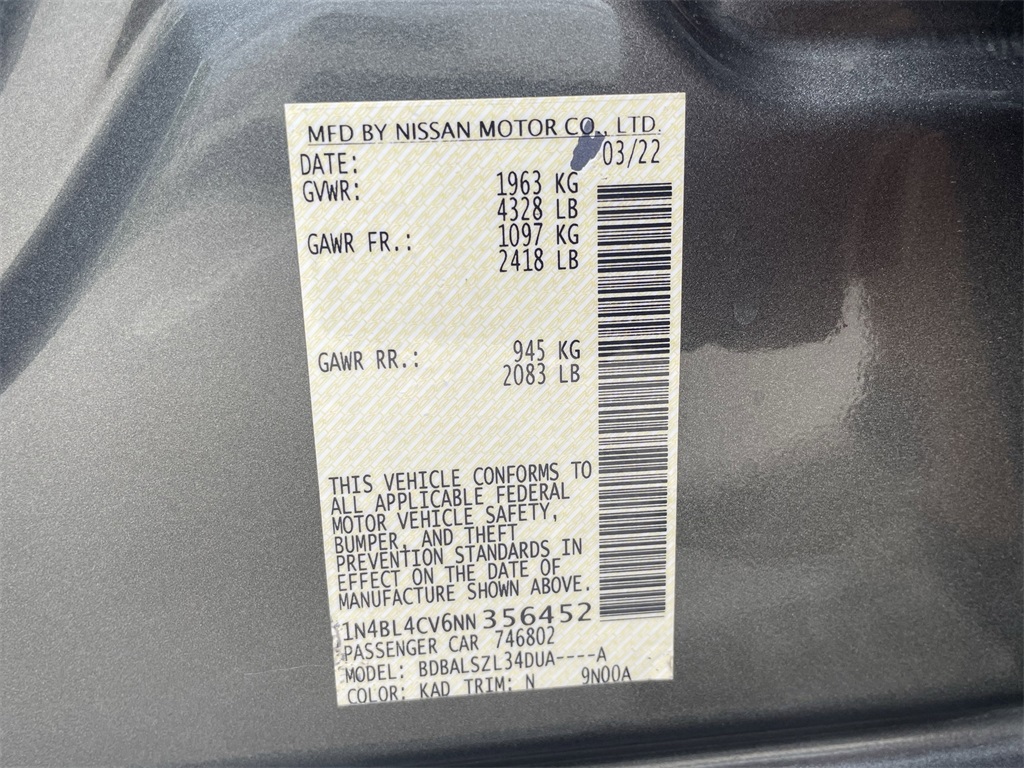 MFD BY NISSAN MOTOR CO., LTD.
DATE: 03/22
GVWR: 1963 KG
4328 LB
GAWR FR.: 1097 KG
2418 LB
GAWR RR.: 945 KG
2083 LB
THIS VEHICLE CONFORMS TO
ALL APPLICABLE FEDERAL
MOTOR VEHICLE SAFETY,
BUMPER, AND THEFT
PREVENTION STANDARDS IN
EFFECT ON THE DATE OF
MANUFACTURE SHOWN ABOVE.
1N4BL4CV6NN 356452
PASSENGER CAR 746802
MODEL: BDBALSZL34DUA----A
COLOR: KAD TRIM: N 9N00A